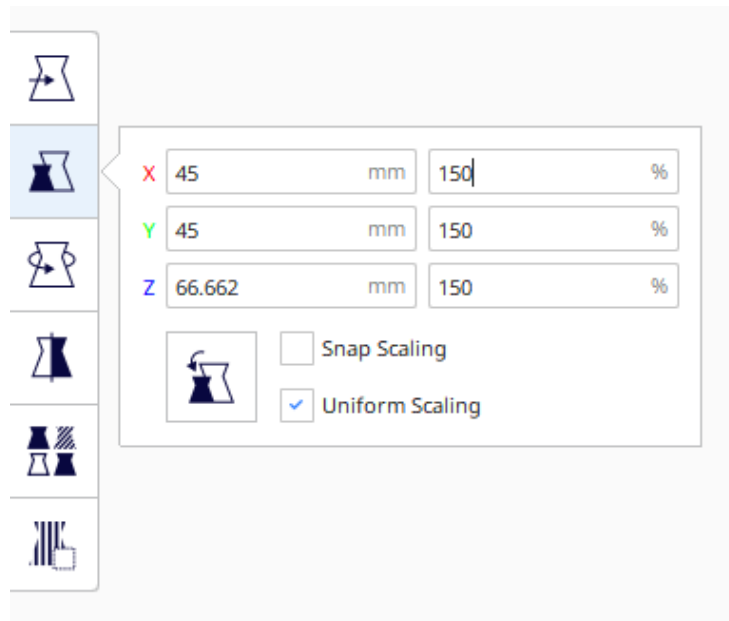 X 45 mm 150 %
Y 45 mm 150 %
Z 66.662 mm 150 %
Snap Scaling
Uniform Scaling